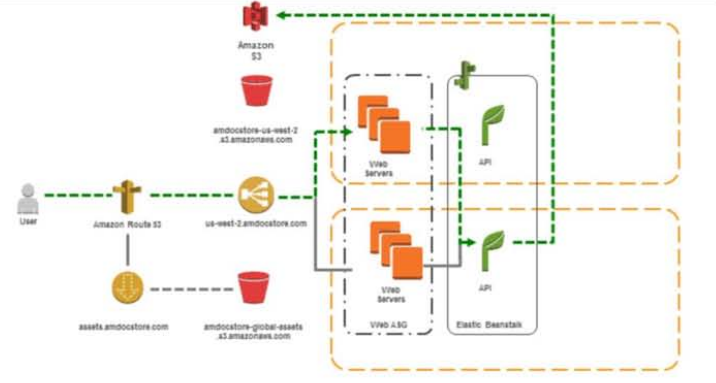 Amazon
S3
amdocstore-us-west-2
.s3.amazonaws.com
Web
Servers
API
User
Amazon Route 53
us-west-2.amdocstore.com
Web
Servers
API
assets.amdocstore.com
amdocstore-global-assets
.s3.amazonaws.com
Web ASG
Elastic Beanstalk